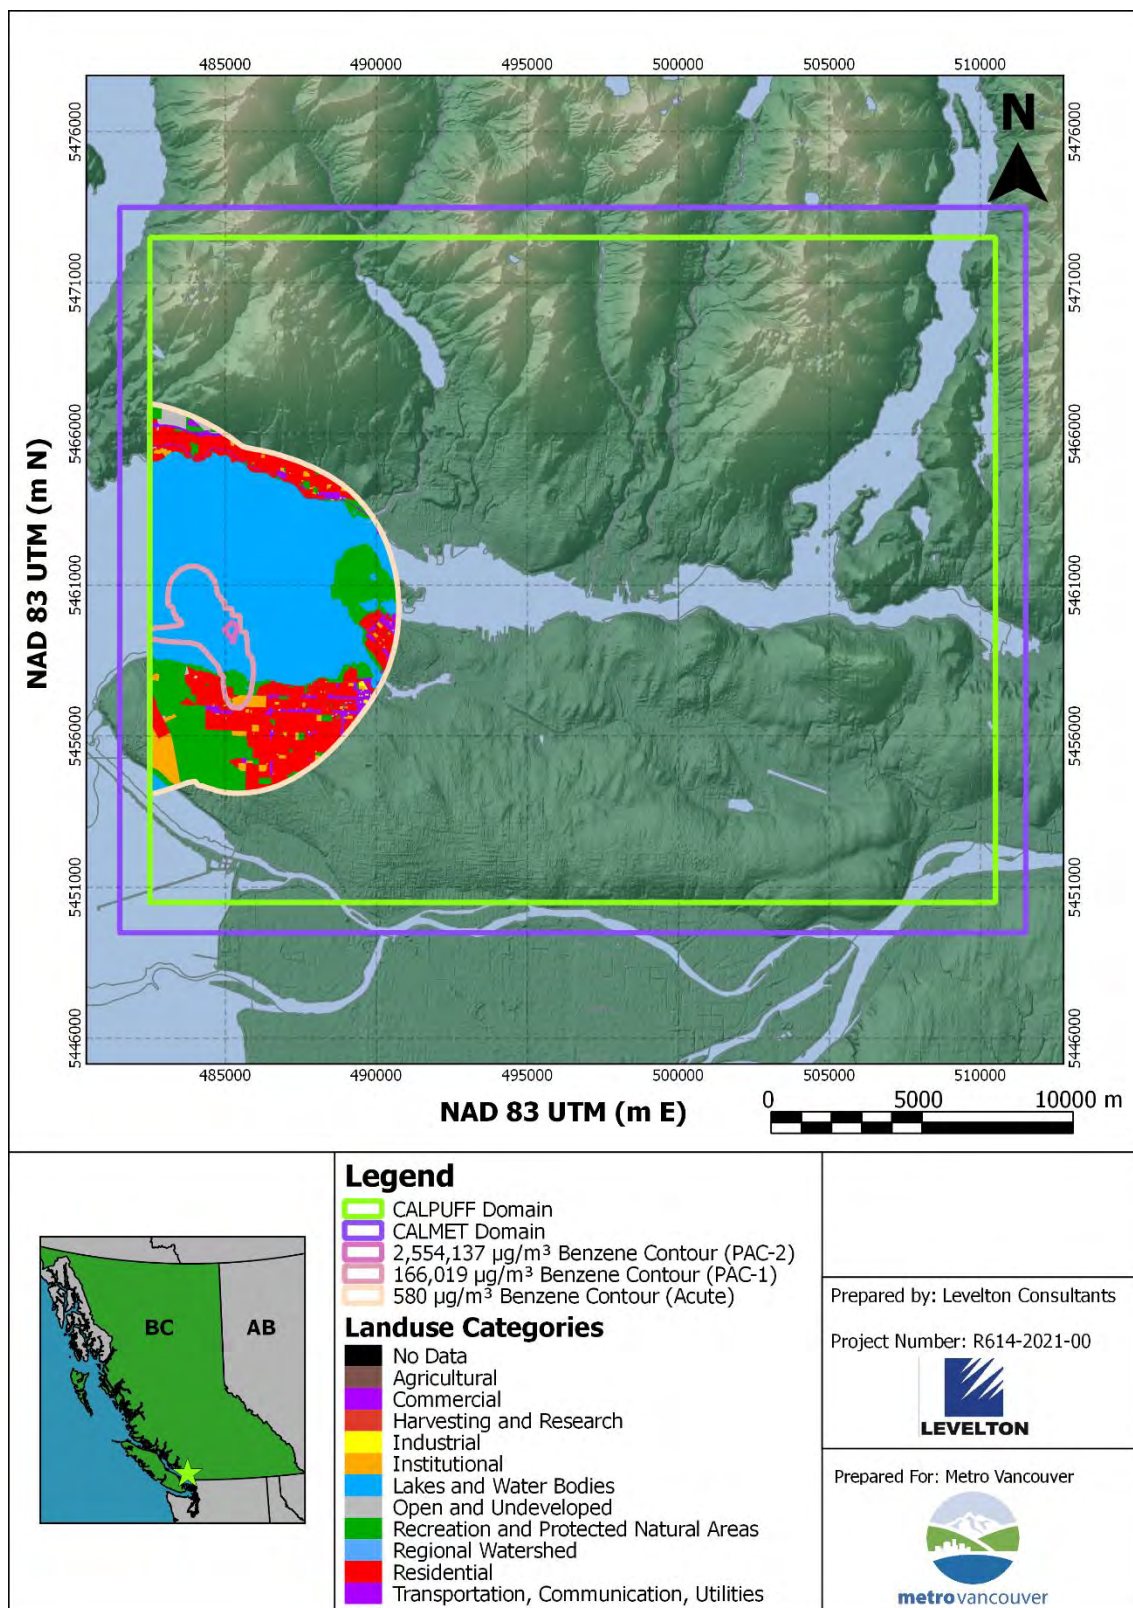 485000 490000 495000 500000 505000 510000
N
5476000 5476000
5471000 5471000
5466000 5466000
5461000 5461000
5456000 5456000
5451000 5451000
5446000 5446000
NAD 83 UTM (m N)
485000 490000 495000 500000 505000 510000
NAD 83 UTM (m E)
0 5000 10000 m
BC
AB
Legend
CALPUFF Domain
CALMET Domain
2,554,137 µg/m³ Benzene Contour (PAC-2)
166,019 µg/m³ Benzene Contour (PAC-1)
580 µg/m³ Benzene Contour (Acute)
Landuse Categories
No Data
Agricultural
Commercial
Harvesting and Research
Industrial
Institutional
Lakes and Water Bodies
Open and Undeveloped
Recreation and Protected Natural Areas
Regional Watershed
Residential
Transportation, Communication, Utilities
Prepared by: Levelton Consultants
Project Number: R614-2021-00
LEVELTON
Prepared For: Metro Vancouver
metrovancouver